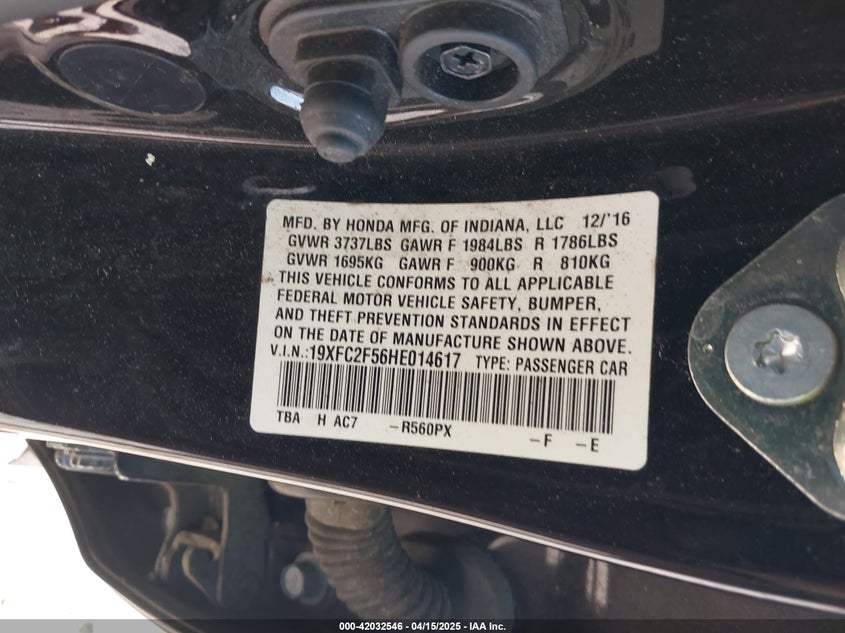 MFD. BY HONDA MFG. OF INDIANA, LLC 12/'16
GVWR 3737LBS GAWR F 1984LBS R 1786LBS
GVWR 1695KG GAWR F 900KG R 810KG
THIS VEHICLE CONFORMS TO ALL APPLICABLE
FEDERAL MOTOR VEHICLE SAFETY, BUMPER,
AND THEFT PREVENTION STANDARDS IN EFFECT
ON THE DATE OF MANUFACTURE SHOWN ABOVE.
V.I.N.:19XFC2F56HE014617 TYPE: PASSENGER CAR
TBA H AC7 –R560PX –F –E
000-42032546 - 04/15/2025 - IAA Inc.